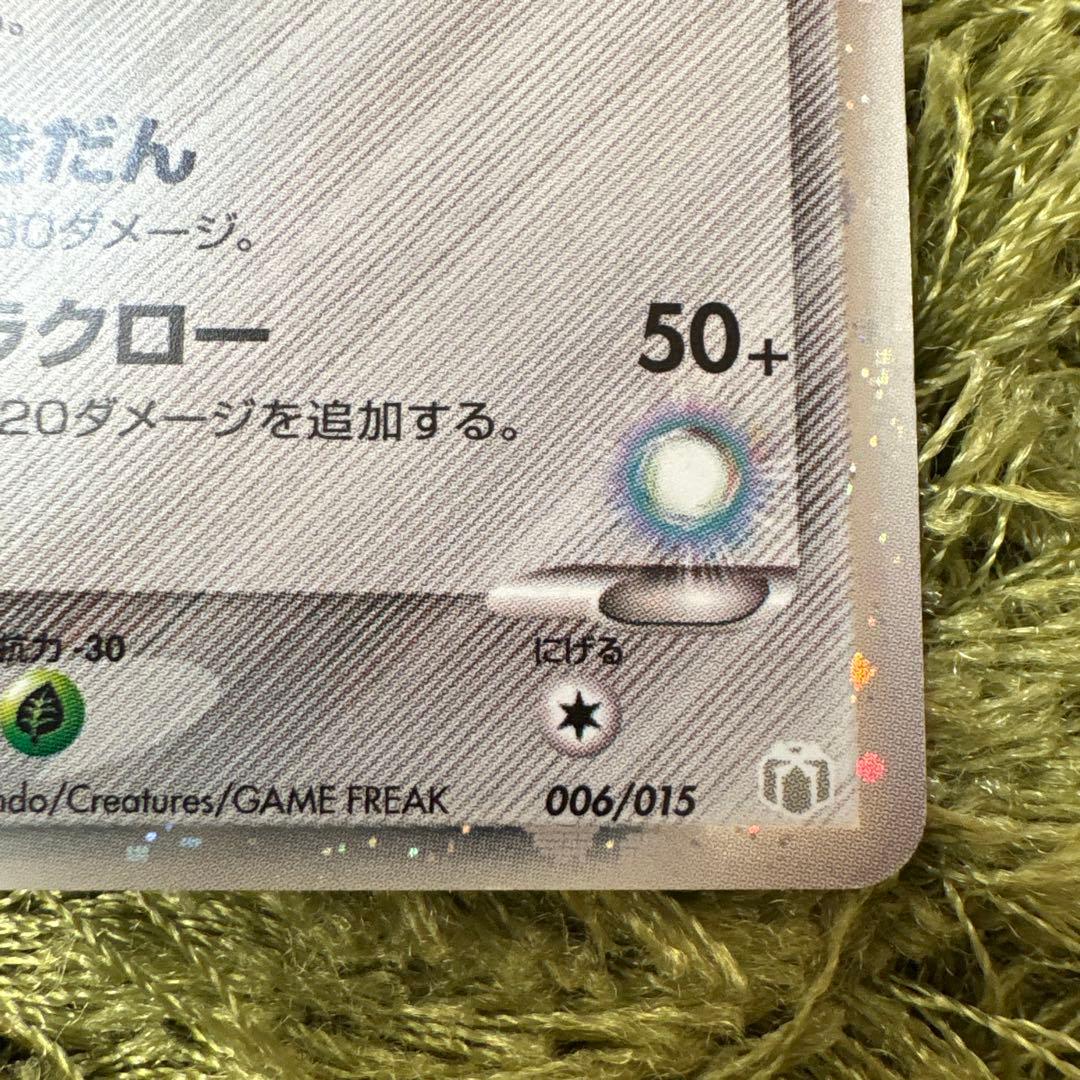 きだん
30ダメージ。
ラクロー
50+
20ダメージを追加する。
抗力 -30
にげる
ndo/Creatures/GAME FREAK
006/015